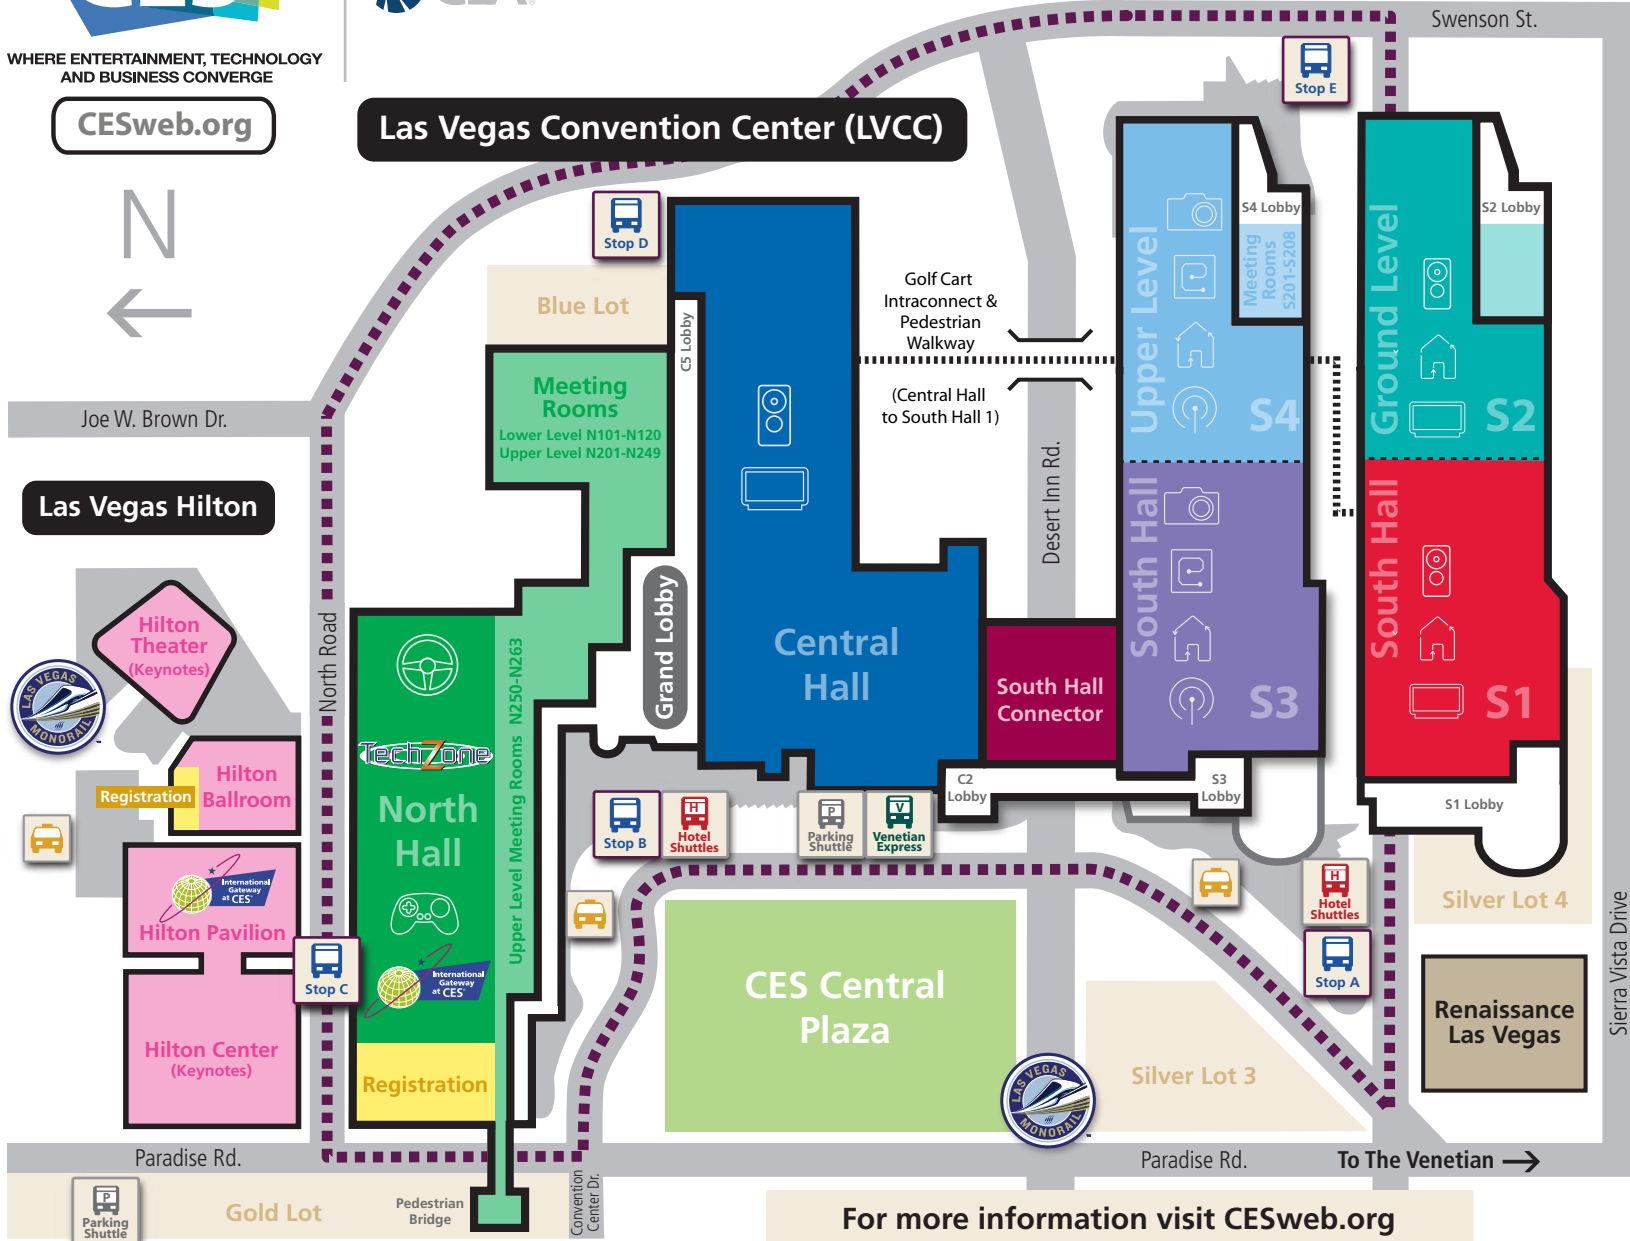 WHERE ENTERTAINMENT, TECHNOLOGY
AND BUSINESS CONVERGE
CESweb.org
Las Vegas Convention Center (LVCC)
Swenson St.
Stop E
N
Stop D
Blue Lot
C5 Lobby
Golf Cart
Intraconnect &
Pedestrian
Walkway
(Central Hall
to South Hall 1)
Desert Inn Rd.
S4 Lobby
Meeting
Rooms
S201-S208
Upper Level
S4
S2 Lobby
Ground Level
S2
Joe W. Brown Dr.
Meeting
Rooms
Lower Level N101-N120
Upper Level N201-N249
Las Vegas Hilton
Hilton
Theater
(Keynotes)
LAS VEGAS
MONORAIL
North Road
Hilton
Ballroom
Registration
International
Gateway
at CES
Hilton Pavilion
Stop C
Hilton Center
(Keynotes)
TechZone
North
Hall
Upper Level Meeting Rooms N250-N263
International
Gateway
at CES
Registration
Grand Lobby
Central
Hall
South Hall
Connector
South Hall
S3
South Hall
S1
C2
Lobby
S3
Lobby
S1 Lobby
Stop B
H
Hotel
Shuttles
P
Parking
Shuttle
V
Venetian
Express
H
Hotel
Shuttles
Stop A
Silver Lot 4
Sierra Vista Drive
CES Central
Plaza
LAS VEGAS
MONORAIL
Silver Lot 3
Renaissance
Las Vegas
Paradise Rd.
Paradise Rd.
To The Venetian
P
Parking
Shuttle
Gold Lot
Pedestrian
Bridge
Convention
Center Dr.
For more information visit CESweb.org